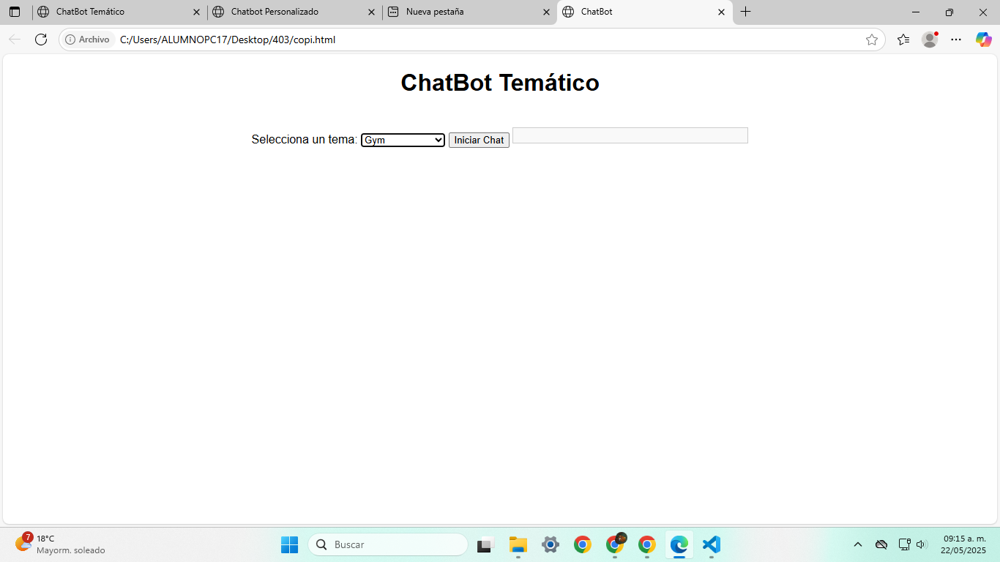 ChatBot Temático
Chatbot Personalizado
Nueva pestaña
ChatBot
Archivo
C:/Users/ALUMNOPC17/Desktop/403/copi.html
ChatBot Temático
Selecciona un tema: Gym Iniciar Chat
7
18°C
Mayorm. soleado
Buscar
09:15 a. m.
22/05/2025